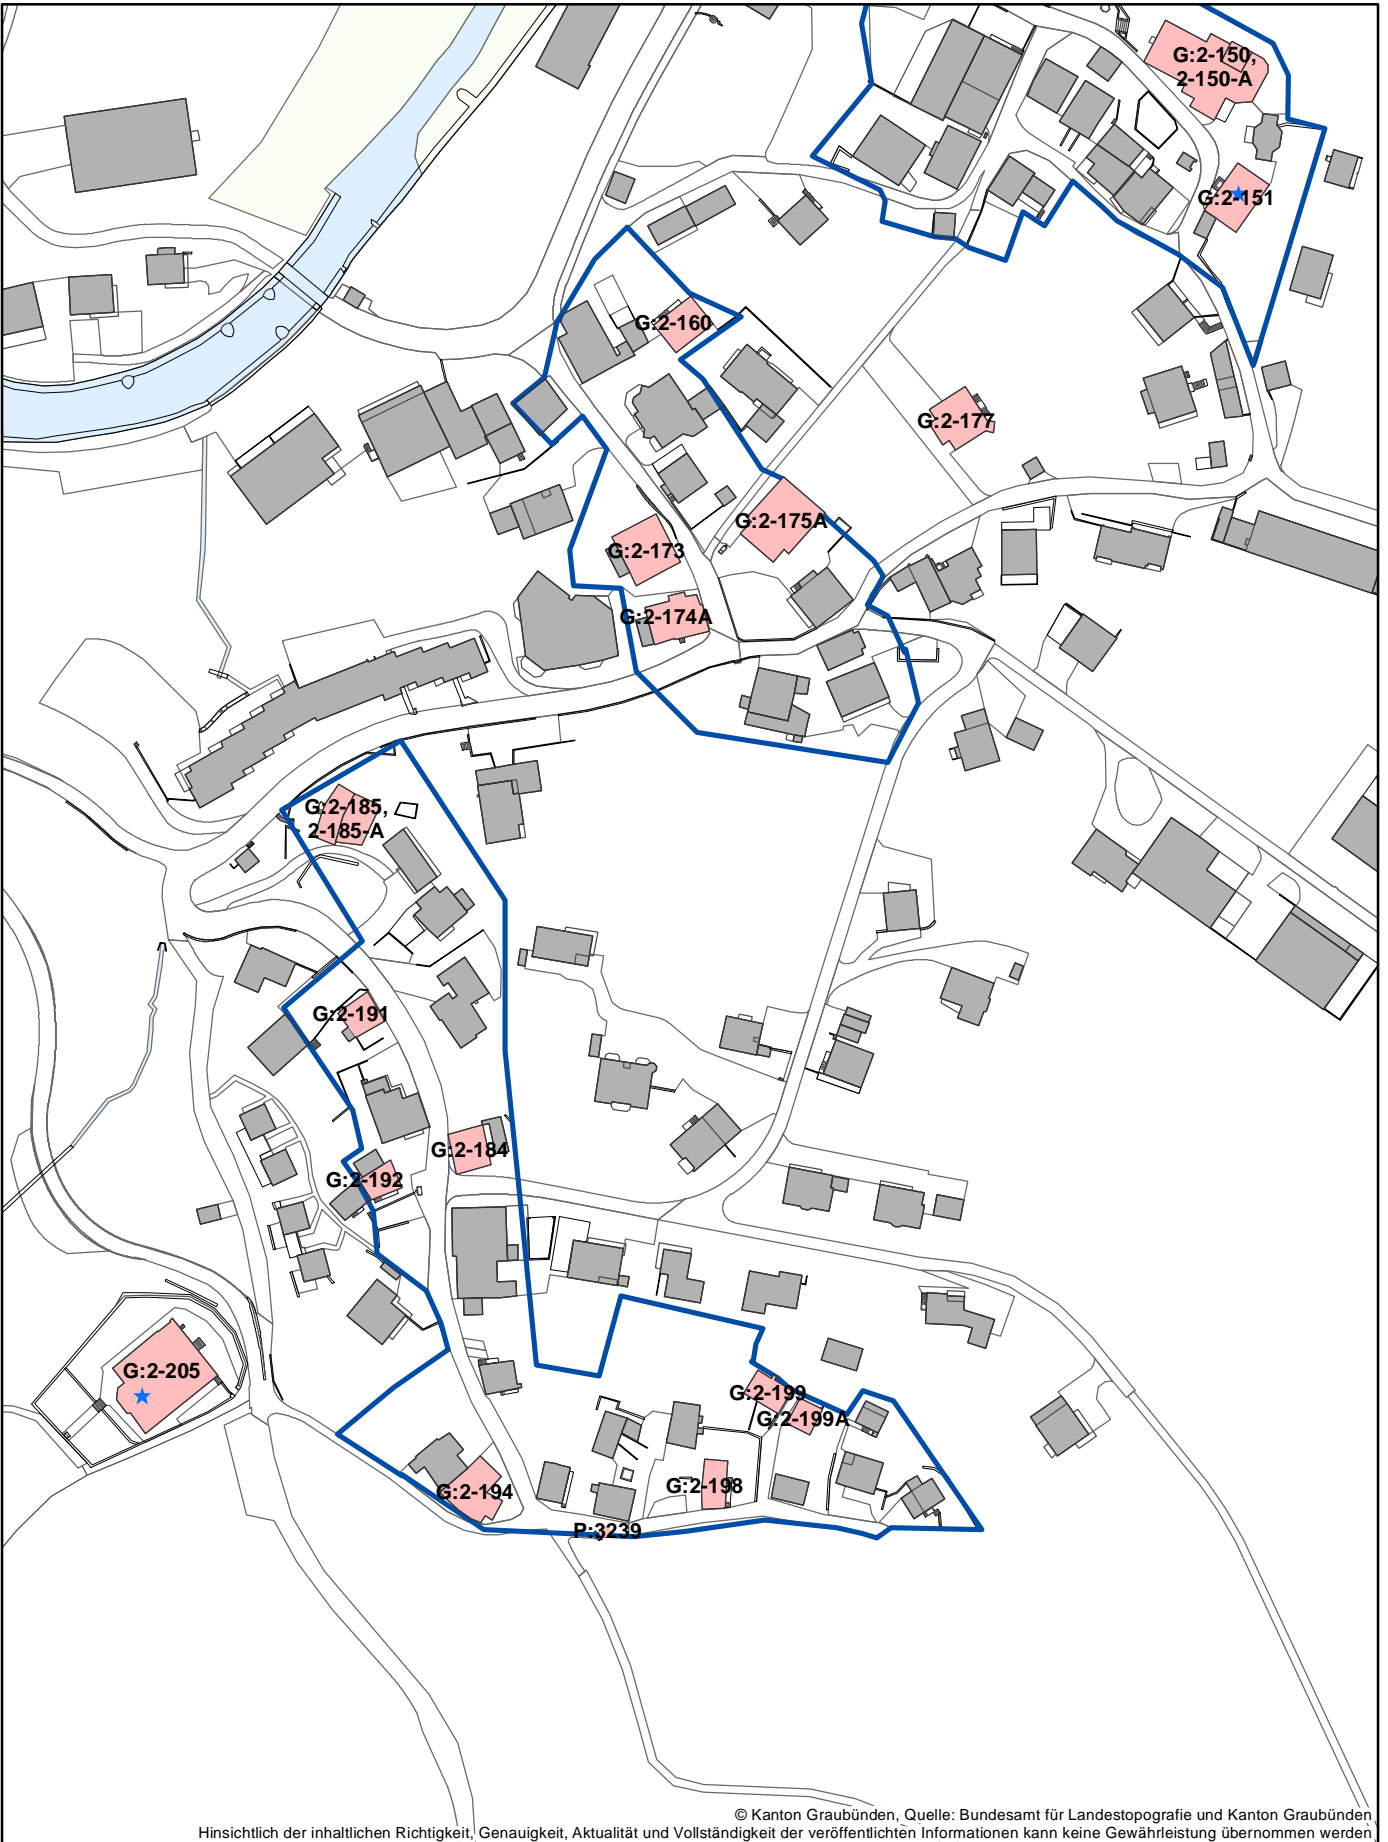 G:2-150,
2-150-A
G:2-151
G:2-160
G:2-177
G:2-175A
G:2-173
G:2-174A
G:2-185,
2-185-A
G:2-191
G:2-184
G:2-192
G:2-205
G:2-199
G:2-199A
G:2-198
G:2-194
P:3239
© Kanton Graubünden, Quelle: Bundesamt für Landestopografie und Kanton Graubünden
Hinsichtlich der inhaltlichen Richtigkeit, Genauigkeit, Aktualität und Vollständigkeit der veröffentlichten Informationen kann keine Gewährleistung übernommen werden